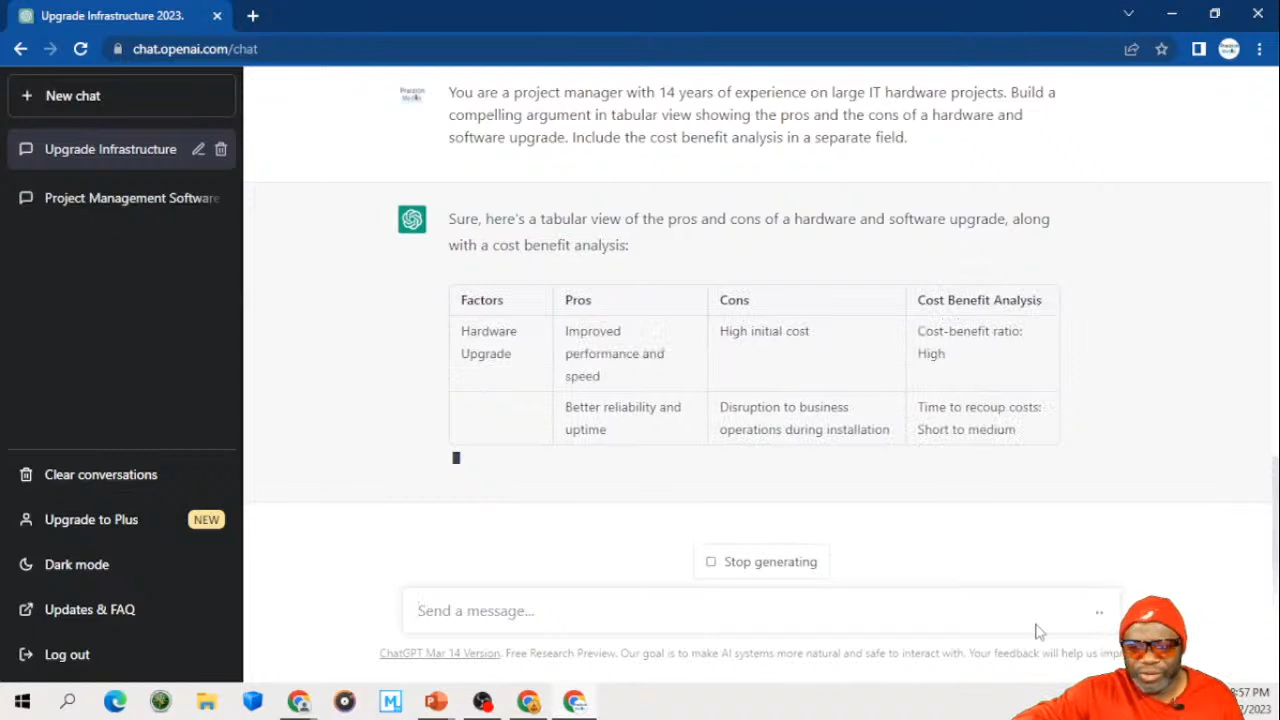 Upgrade Infrastructure 2023.
chat.openai.com/chat
New chat
Upgrade Infrastructure
Project Management Software
Clear conversations
Upgrade to Plus
NEW
Dark mode
Updates & FAQ
Log out
You are a project manager with 14 years of experience on large IT hardware projects. Build a
compelling argument in tabular view showing the pros and the cons of a hardware and
software upgrade. Include the cost benefit analysis in a separate field.
Sure, here's a tabular view of the pros and cons of a hardware and software upgrade, along
with a cost benefit analysis:
Factors Pros Cons Cost Benefit Analysis
Hardware Improved High initial cost Cost-benefit ratio:
Upgrade performance and High
speed
Better reliability and Disruption to business Time to recoup costs:
uptime operations during installation Short to medium
Stop generating
Send a message...
ChatGPT Mar 14 Version. Free Research Preview. Our goal is to make AI systems more natural and safe to interact with. Your feedback will help us
:57 PM
/2023